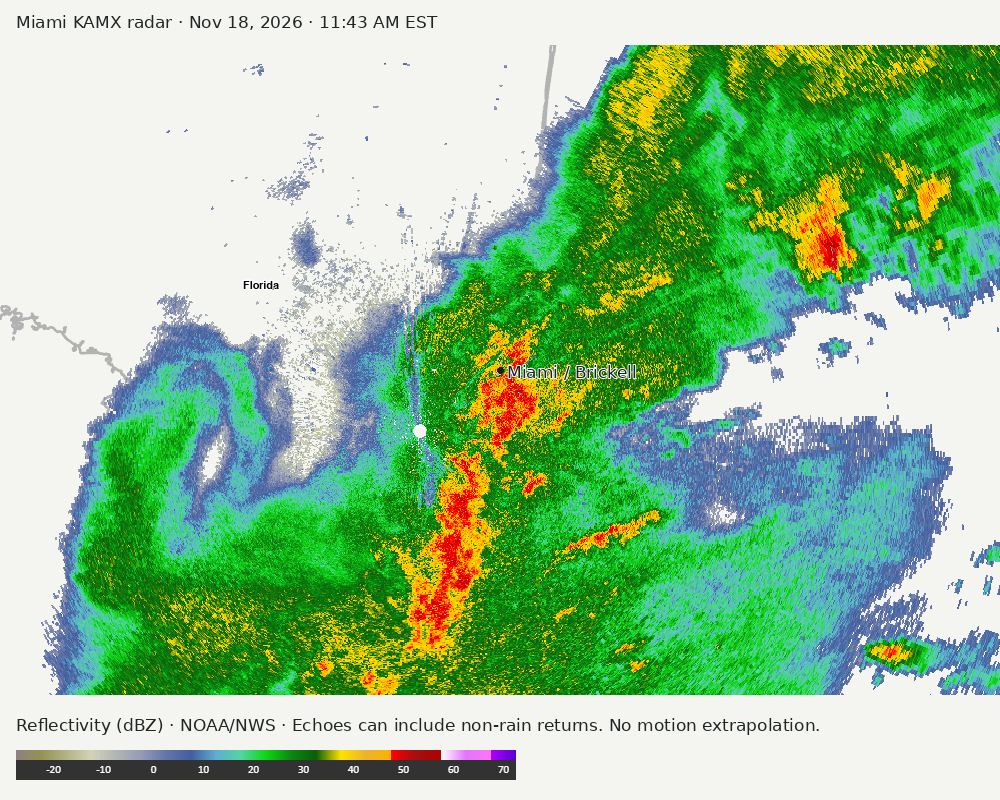 Miami KAMX radar · Nov 18, 2026 · 11:43 AM EST
Florida
Miami / Brickell
Reflectivity (dBZ) · NOAA/NWS · Echoes can include non-rain returns. No motion extrapolation.
-20 -10 0 10 20 30 40 50 60 70